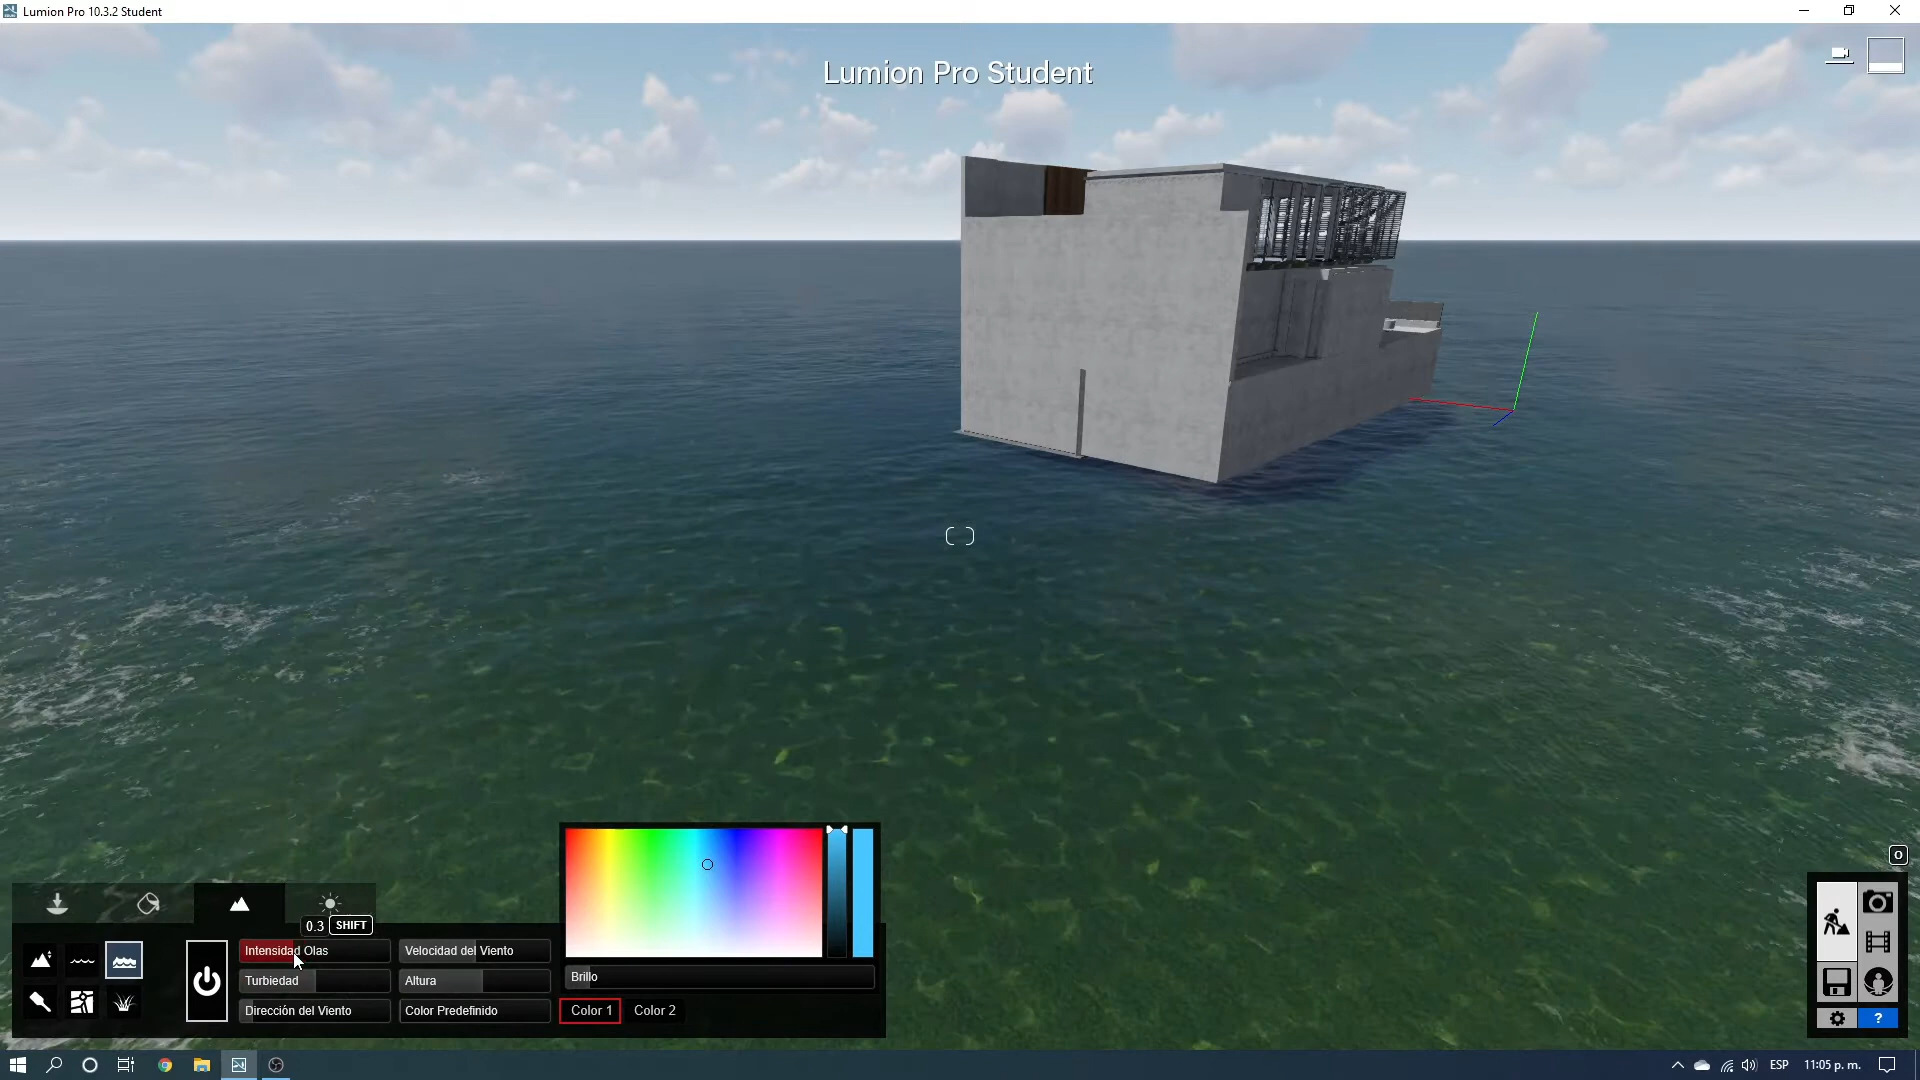 Lumion Pro 10.3.2 Student
Lumion Pro Student
O
0.3 SHIFT
Intensidad Olas
Velocidad del Viento
Turbiedad
Altura
Dirección del Viento
Color Predefinido
Brillo
Color 1
Color 2
?
ESP
11:05 p. m.